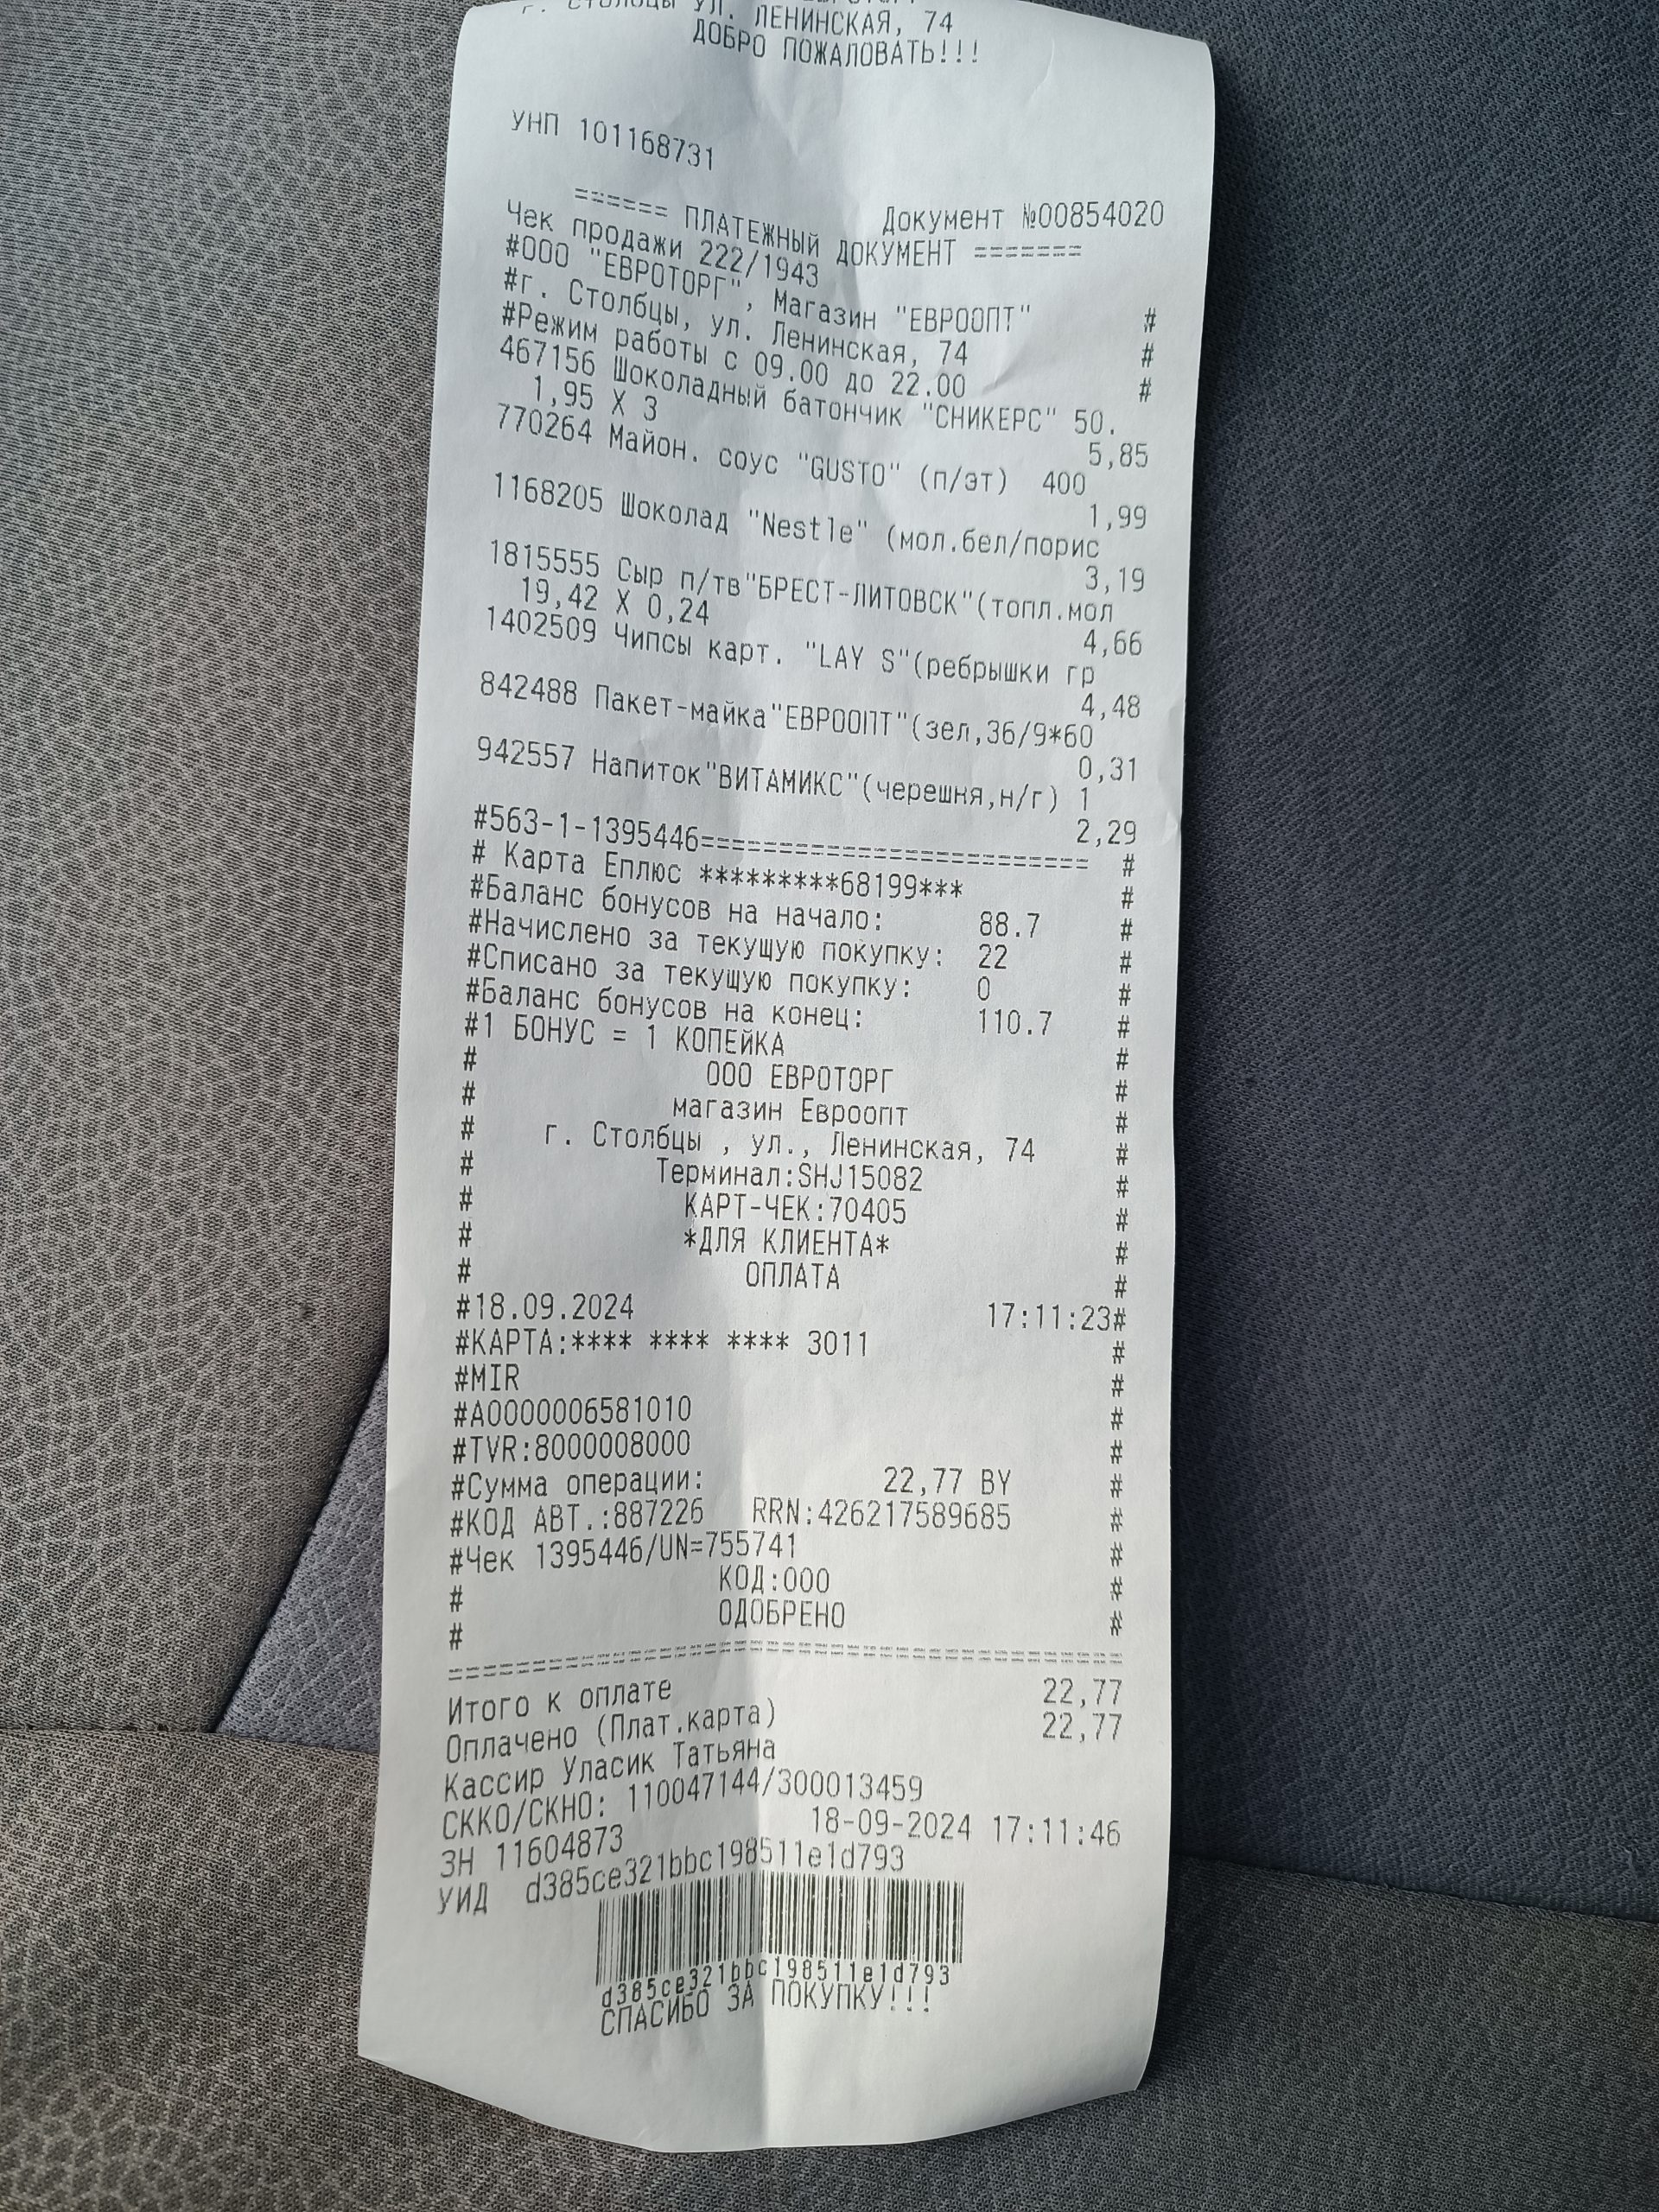 г. СТОЛБЦЫ УЛ. ЛЕНИНСКАЯ, 74
ДОБРО ПОЖАЛОВАТЬ!!!
УНП 101168731
Документ №00854020
====== ПЛАТЕЖНЫЙ ДОКУМЕНТ =======
Чек продажи 222/1943
#ООО "ЕВРОТОРГ", Магазин "ЕВРООПТ" #
#г. Столбцы, ул. Ленинская, 74 #
#Режим работы с 09.00 до 22.00 #
467156 Шоколадный батончик "СНИКЕРС" 50.
1,95 X 3 5,85
770264 Майон. соус "GUSTO" (п/эт) 400
1,99
1168205 Шоколад "Nestle" (мол.бел/порис
3,19
1815555 Сыр п/тв"БРЕСТ-ЛИТОВСК"(топл.мол
19,42 X 0,24 4,66
1402509 Чипсы карт. "LAY S"(ребрышки гр
4,48
842488 Пакет-майка"ЕВРООПТ"(зел,36/9*60
0,31
942557 Напиток"ВИТАМИКС"(черешня,н/г) 1
2,29
#563-1-1395446========================= #
# Карта Еплюс *********68199*** #
#Баланс бонусов на начало: 88.7 #
#Начислено за текущую покупку: 22 #
#Списано за текущую покупку: 0 #
#Баланс бонусов на конец: 110.7 #
#1 БОНУС = 1 КОПЕЙКА #
# ООО ЕВРОТОРГ #
# магазин Евроопт #
# г. Столбцы , ул., Ленинская, 74 #
# Терминал:SHJ15082 #
# КАРТ-ЧЕК:70405 #
# *ДЛЯ КЛИЕНТА* #
# ОПЛАТА #
#18.09.2024 17:11:23#
#КАРТА:**** **** **** 3011 #
#MIR #
#A0000006581010 #
#TVR:8000008000 #
#Сумма операции: 22,77 BY #
#КОД АВТ.:887226 RRN:426217589685 #
#Чек 1395446/UN=755741 #
# КОД:000 #
# ОДОБРЕНО #
==========================================
Итого к оплате 22,77
Оплачено (Плат.карта) 22,77
Кассир Уласик Татьяна
СККО/СКНО: 110047144/300013459
ЗН 11604873 18-09-2024 17:11:46
УИД d385ce321bbc198511e1d793
d385ce321bbc198511e1d793
СПАСИБО ЗА ПОКУПКУ!!!